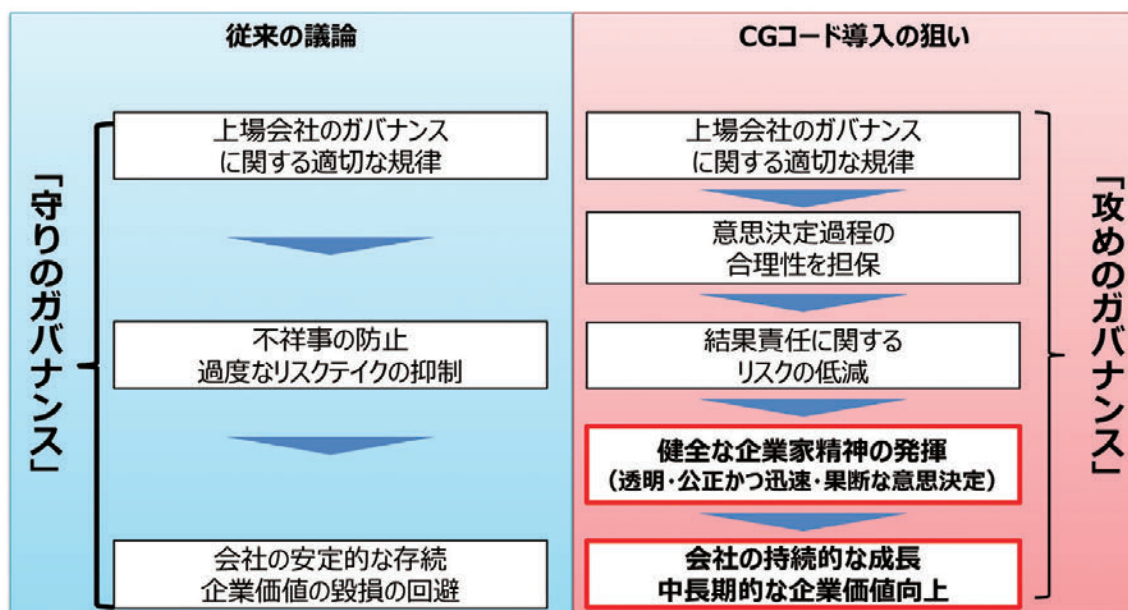 従来の議論
「守りのガバナンス」
上場会社のガバナンス
に関する適切な規律
不祥事の防止
過度なリスクテイクの抑制
会社の安定的な存続
企業価値の毀損の回避
CGコード導入の狙い
上場会社のガバナンス
に関する適切な規律
意思決定過程の
合理性を担保
結果責任に関する
リスクの低減
健全な企業家精神の発揮
（透明・公正かつ迅速・果断な意思決定）
会社の持続的な成長
中長期的な企業価値向上
「攻めのガバナンス」